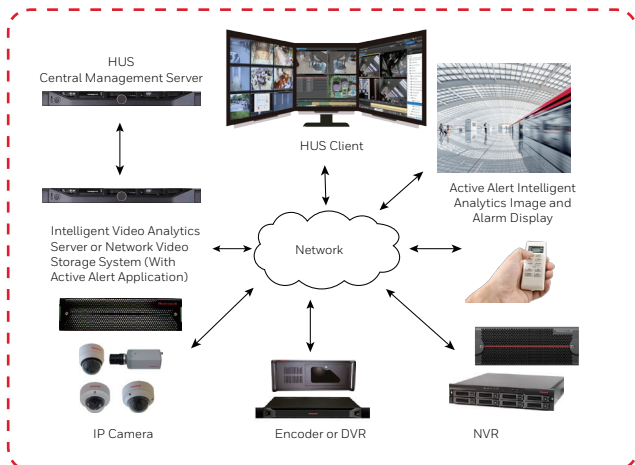 HUS
Central Management Server
HUS Client
Active Alert Intelligent
Analytics Image and
Alarm Display
Intelligent Video Analytics
Server or Network Video
Storage System (With
Active Alert Application)
Network
IP Camera
Encoder or DVR
NVR